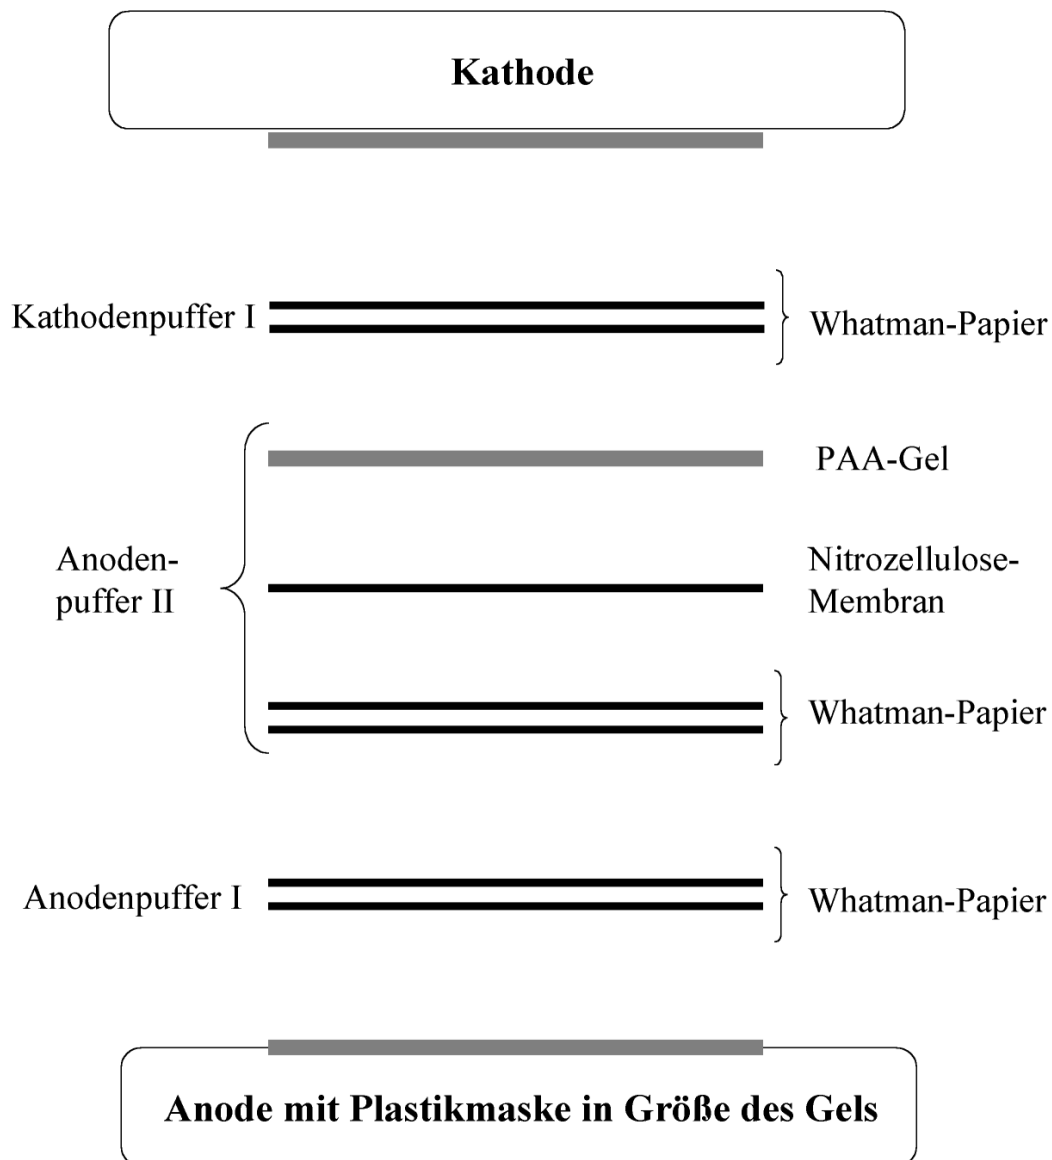 Kathode
Kathodenpuffer I
Whatman-Papier
PAA-Gel
Anoden-
puffer II
Nitrozellulose-
Membran
Whatman-Papier
Anodenpuffer I
Whatman-Papier
Anode mit Plastikmaske in Größe des Gels